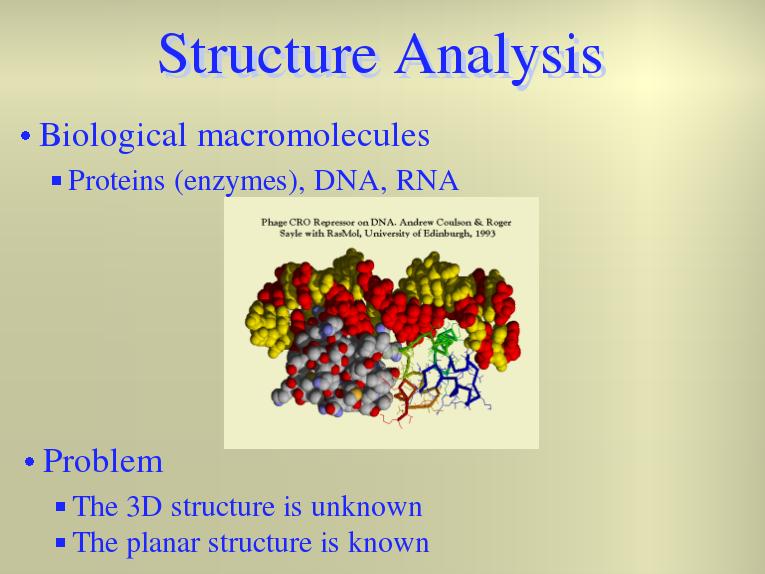 Structure Analysis
• Biological macromolecules
▪ Proteins (enzymes), DNA, RNA
Phage CRO Repressor on DNA. Andrew Coulson & Roger
Sayle with RasMol, University of Edinburgh, 1993
• Problem
▪ The 3D structure is unknown
▪ The planar structure is known